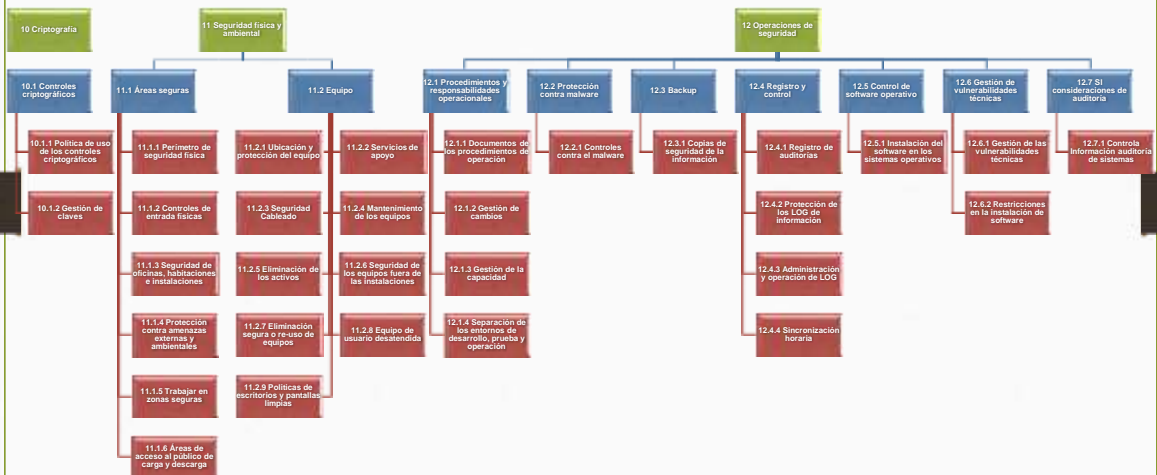 10 Criptografía
11 Seguridad física y
ambiental
12 Operaciones de
seguridad
10.1 Controles
criptográficos
11.1 Áreas seguras
11.2 Equipo
12.1 Procedimientos y
responsabilidades
operacionales
12.2 Protección
contra malware
12.3 Backup
12.4 Registro y
control
12.5 Control de
software operativo
12.6 Gestión de
vulnerabilidades
técnicas
12.7 SI
consideraciones de
auditoría
10.1.1 Política de uso
de los controles
criptográficos
10.1.2 Gestión de
claves
11.1.1 Perímetro de
seguridad física
11.1.2 Controles de
entrada físicas
11.1.3 Seguridad de
oficinas, habitaciones
e instalaciones
11.1.4 Protección
contra amenazas
externas y
ambientales
11.1.5 Trabajar en
zonas seguras
11.1.6 Áreas de
acceso al público de
carga y descarga
11.2.1 Ubicación y
protección del equipo
11.2.2 Servicios de
apoyo
11.2.3 Seguridad
Cableado
11.2.4 Mantenimiento
de los equipos
11.2.5 Eliminación de
los activos
11.2.6 Seguridad de
los equipos fuera de
las instalaciones
11.2.7 Eliminación
segura o re-uso de
equipos
11.2.8 Equipo de
usuario desatendida
11.2.9 Políticas de
escritorios y pantallas
limpias
12.1.1 Documentos de
los procedimientos de
operación
12.1.2 Gestión de
cambios
12.1.3 Gestión de la
capacidad
12.1.4 Separación de
los entornos de
desarrollo, prueba y
operación
12.2.1 Controles
contra el malware
12.3.1 Copias de
seguridad de la
información
12.4.1 Registro de
auditorías
12.4.2 Protección de
los LOG de
información
12.4.3 Administración
y operación de LOG
12.4.4 Sincronización
horaria
12.5.1 Instalación del
software en los
sistemas operativos
12.6.1 Gestión de las
vulnerabilidades
técnicas
12.6.2 Restricciones
en la instalación de
software
12.7.1 Controla
Información auditoría
de sistemas